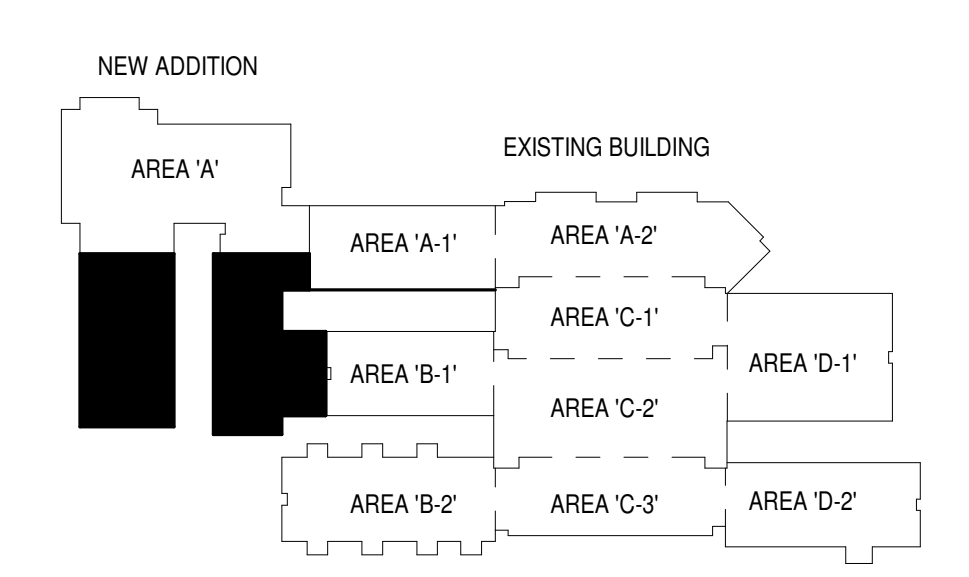 NEW ADDITION
AREA 'A'
EXISTING BUILDING
AREA 'A-1'
AREA 'A-2'
AREA 'C-1'
AREA 'B-1'
AREA 'D-1'
AREA 'C-2'
AREA 'B-2'
AREA 'C-3'
AREA 'D-2'